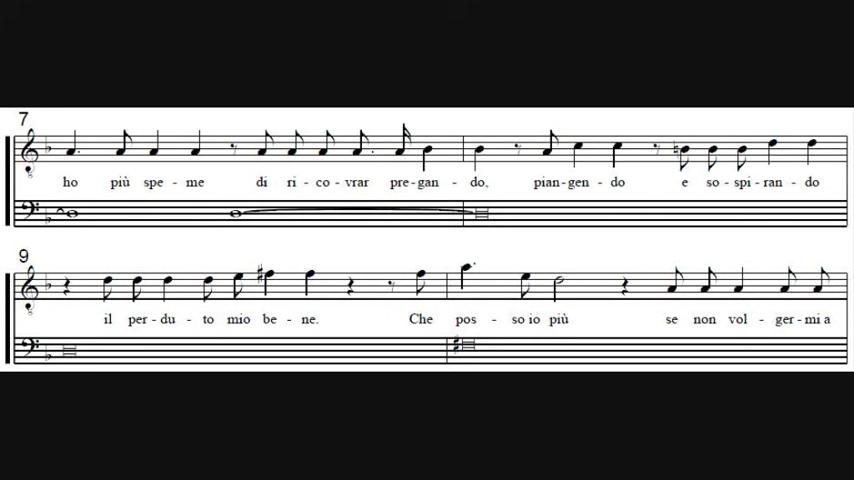 7
ho più spe - me di ri - co - vrar pre - gan - do, pian - gen - do e so - spi - ran - do
9
il per - du - to mio be - ne. Che pos - so io più se non vol - ger - mi a